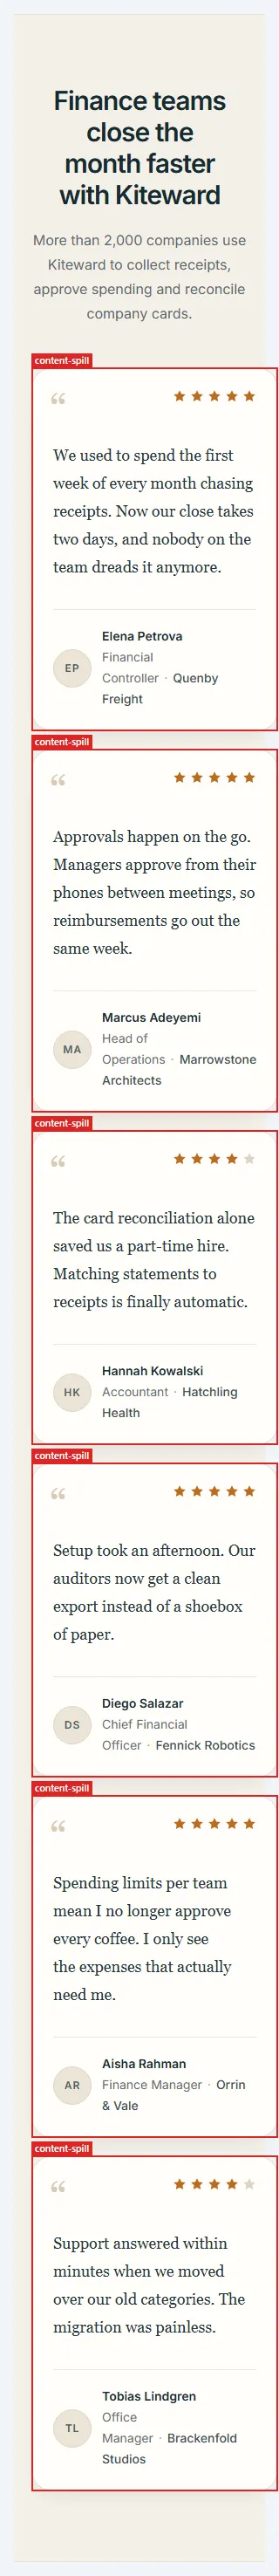 Finance teams
close the
month faster
with Kiteward
More than 2,000 companies use
Kiteward to collect receipts,
approve spending and reconcile
company cards.
content-spill
“
We used to spend the first
week of every month chasing
receipts. Now our close takes
two days, and nobody on the
team dreads it anymore.
EP
Elena Petrova
Financial
Controller · Quenby
Freight
content-spill
“
Approvals happen on the go.
Managers approve from their
phones between meetings, so
reimbursements go out the
same week.
MA
Marcus Adeyemi
Head of
Operations · Marrowstone
Architects
content-spill
“
The card reconciliation alone
saved us a part-time hire.
Matching statements to
receipts is finally automatic.
HK
Hannah Kowalski
Accountant · Hatchling
Health
content-spill
“
Setup took an afternoon. Our
auditors now get a clean
export instead of a shoebox
of paper.
DS
Diego Salazar
Chief Financial
Officer · Fennick Robotics
content-spill
“
Spending limits per team
mean I no longer approve
every coffee. I only see
the expenses that actually
need me.
AR
Aisha Rahman
Finance Manager · Orrin
& Vale
content-spill
“
Support answered within
minutes when we moved
over our old categories. The
migration was painless.
TL
Tobias Lindgren
Office
Manager · Brackenfold
Studios